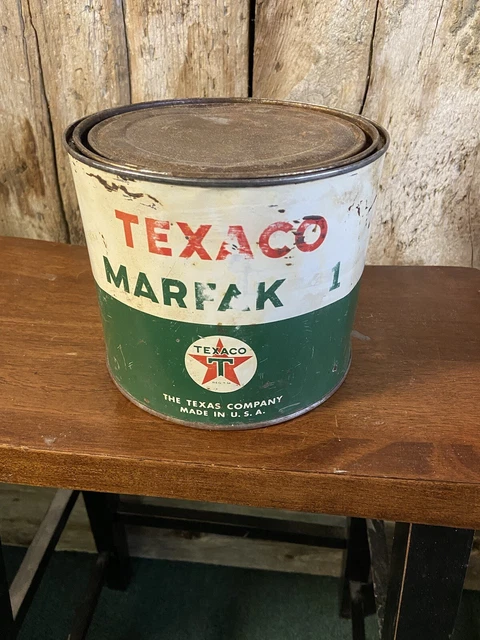 TEXACO
MARFAK 1
TEXACO
T
THE TEXAS COMPANY
MADE IN U.S.A.